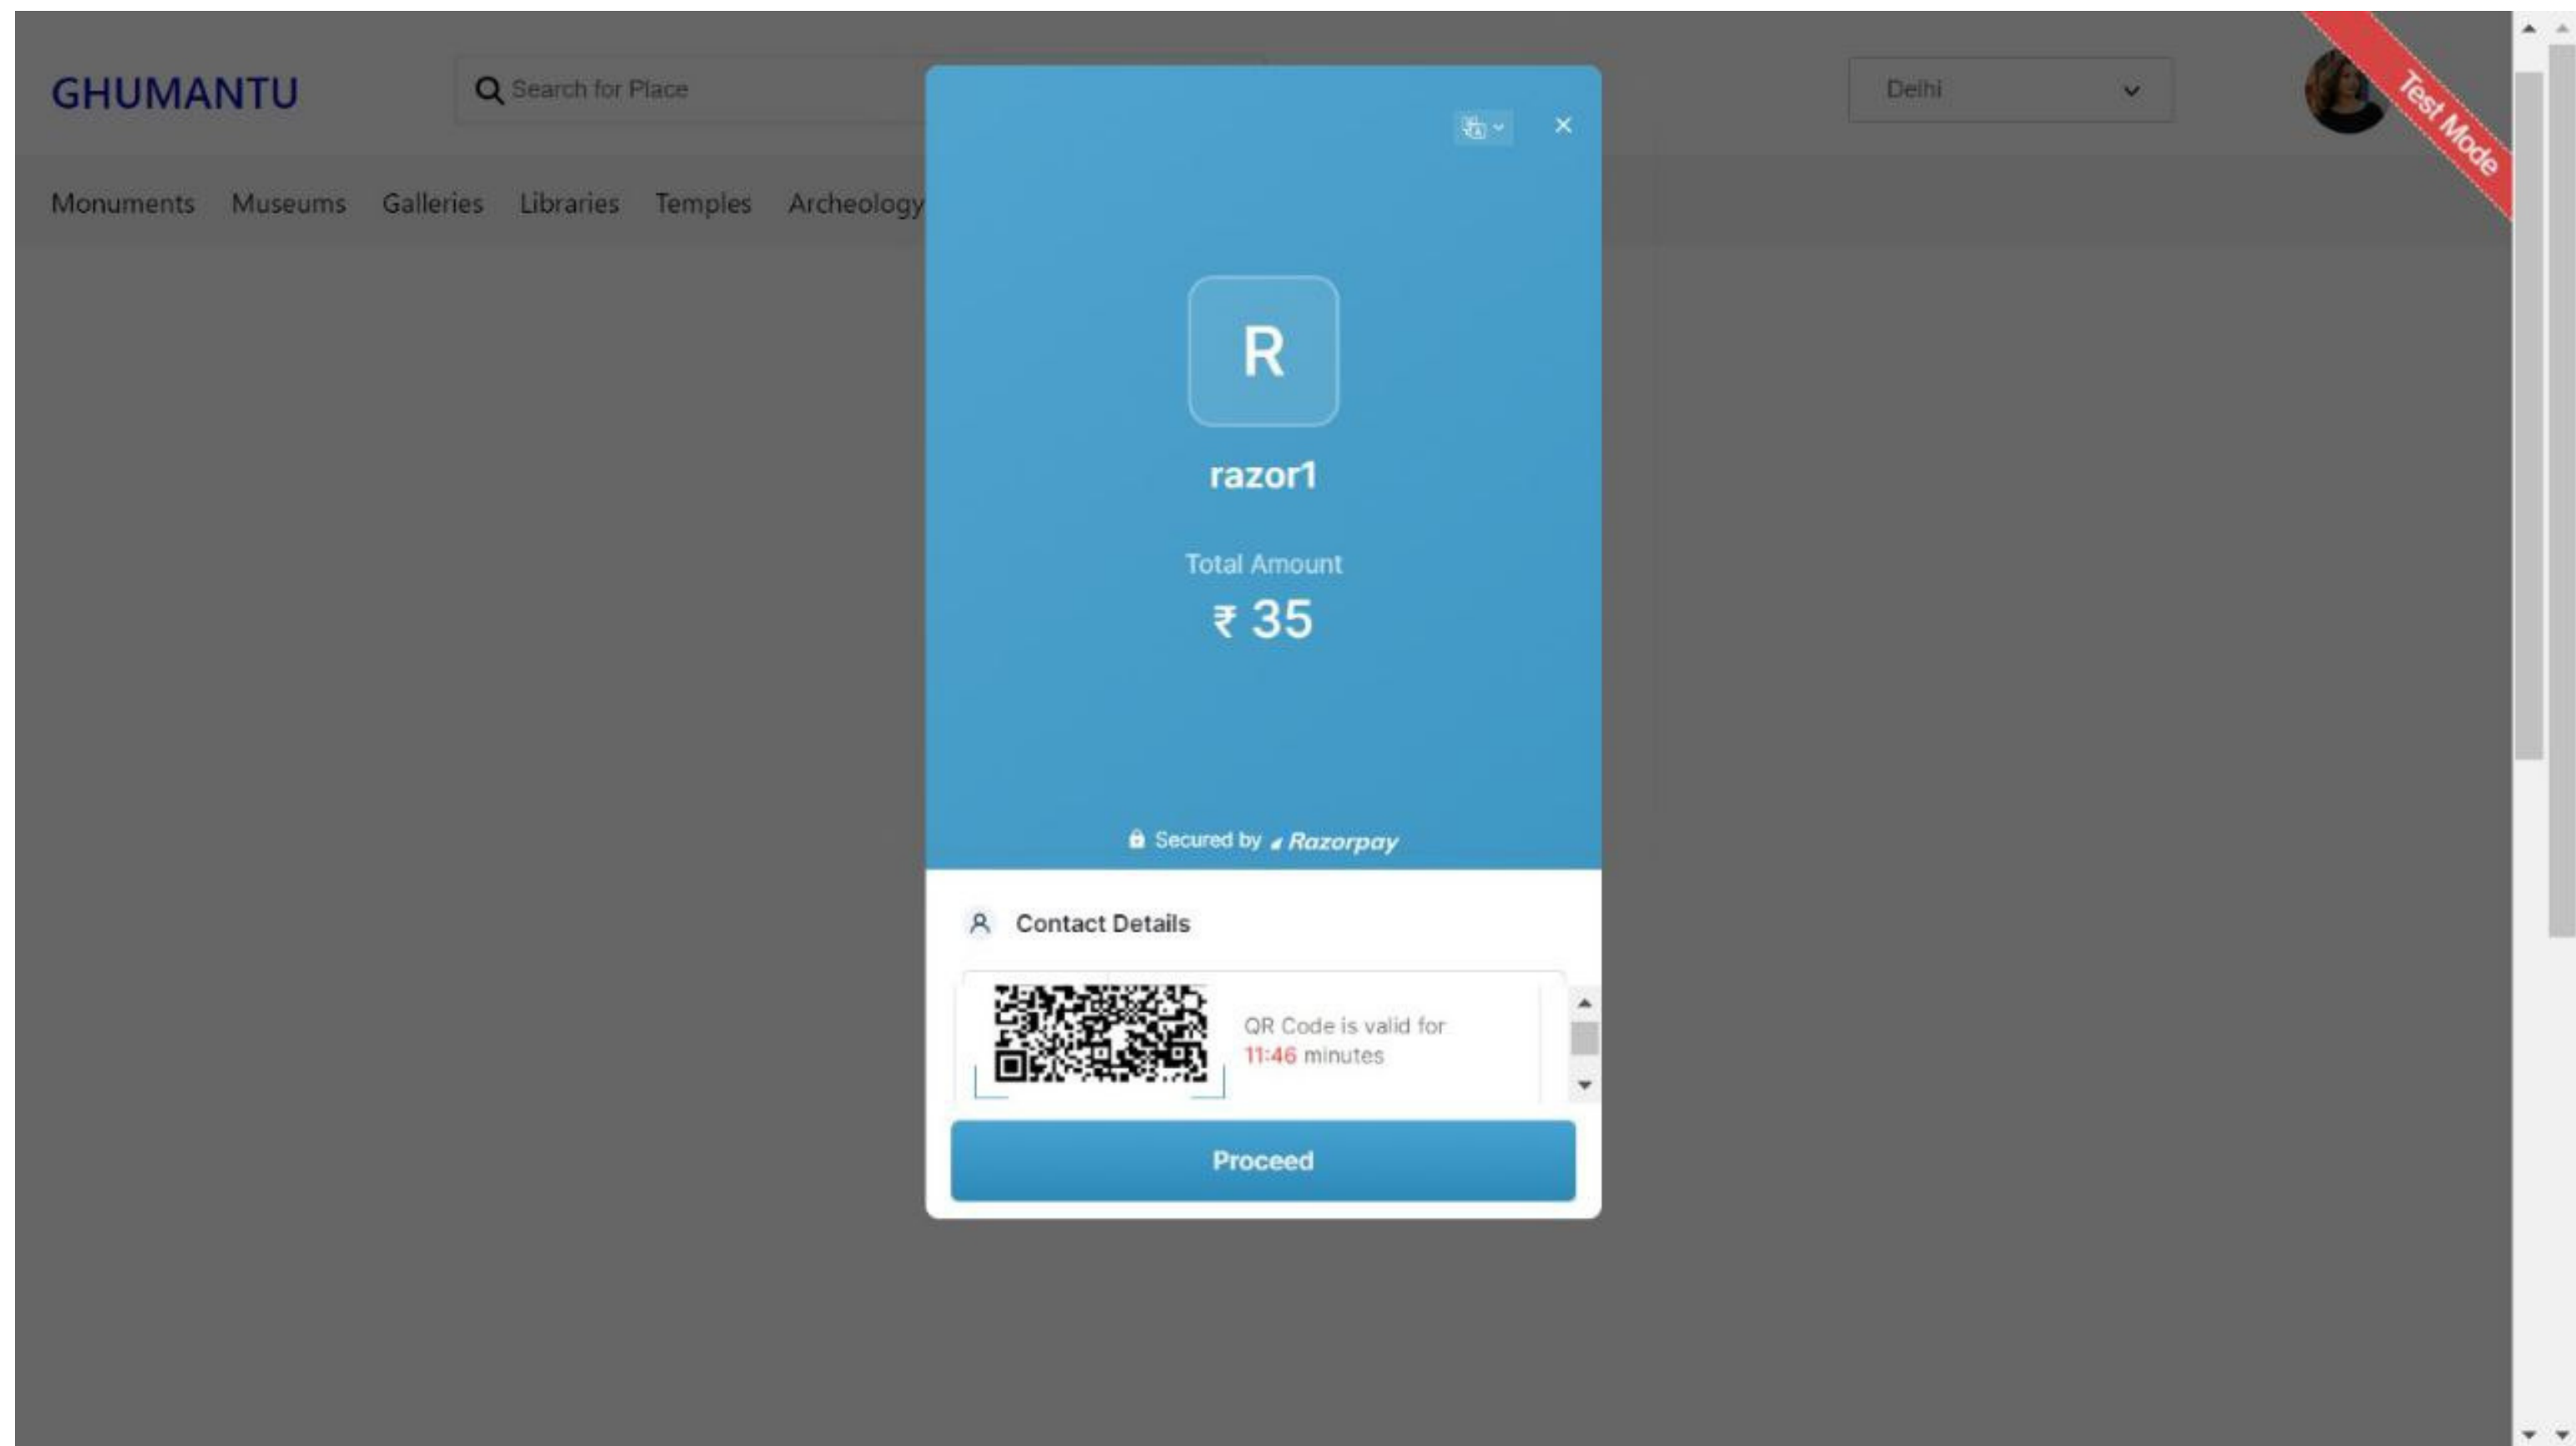 GHUMANTU
Search for Place
Delhi
Test Mode
Monuments Museums Galleries Libraries Temples Archeology
R
razor1
Total Amount
₹ 35
Secured by Razorpay
Contact Details
QR Code is valid for
11:46 minutes
Proceed